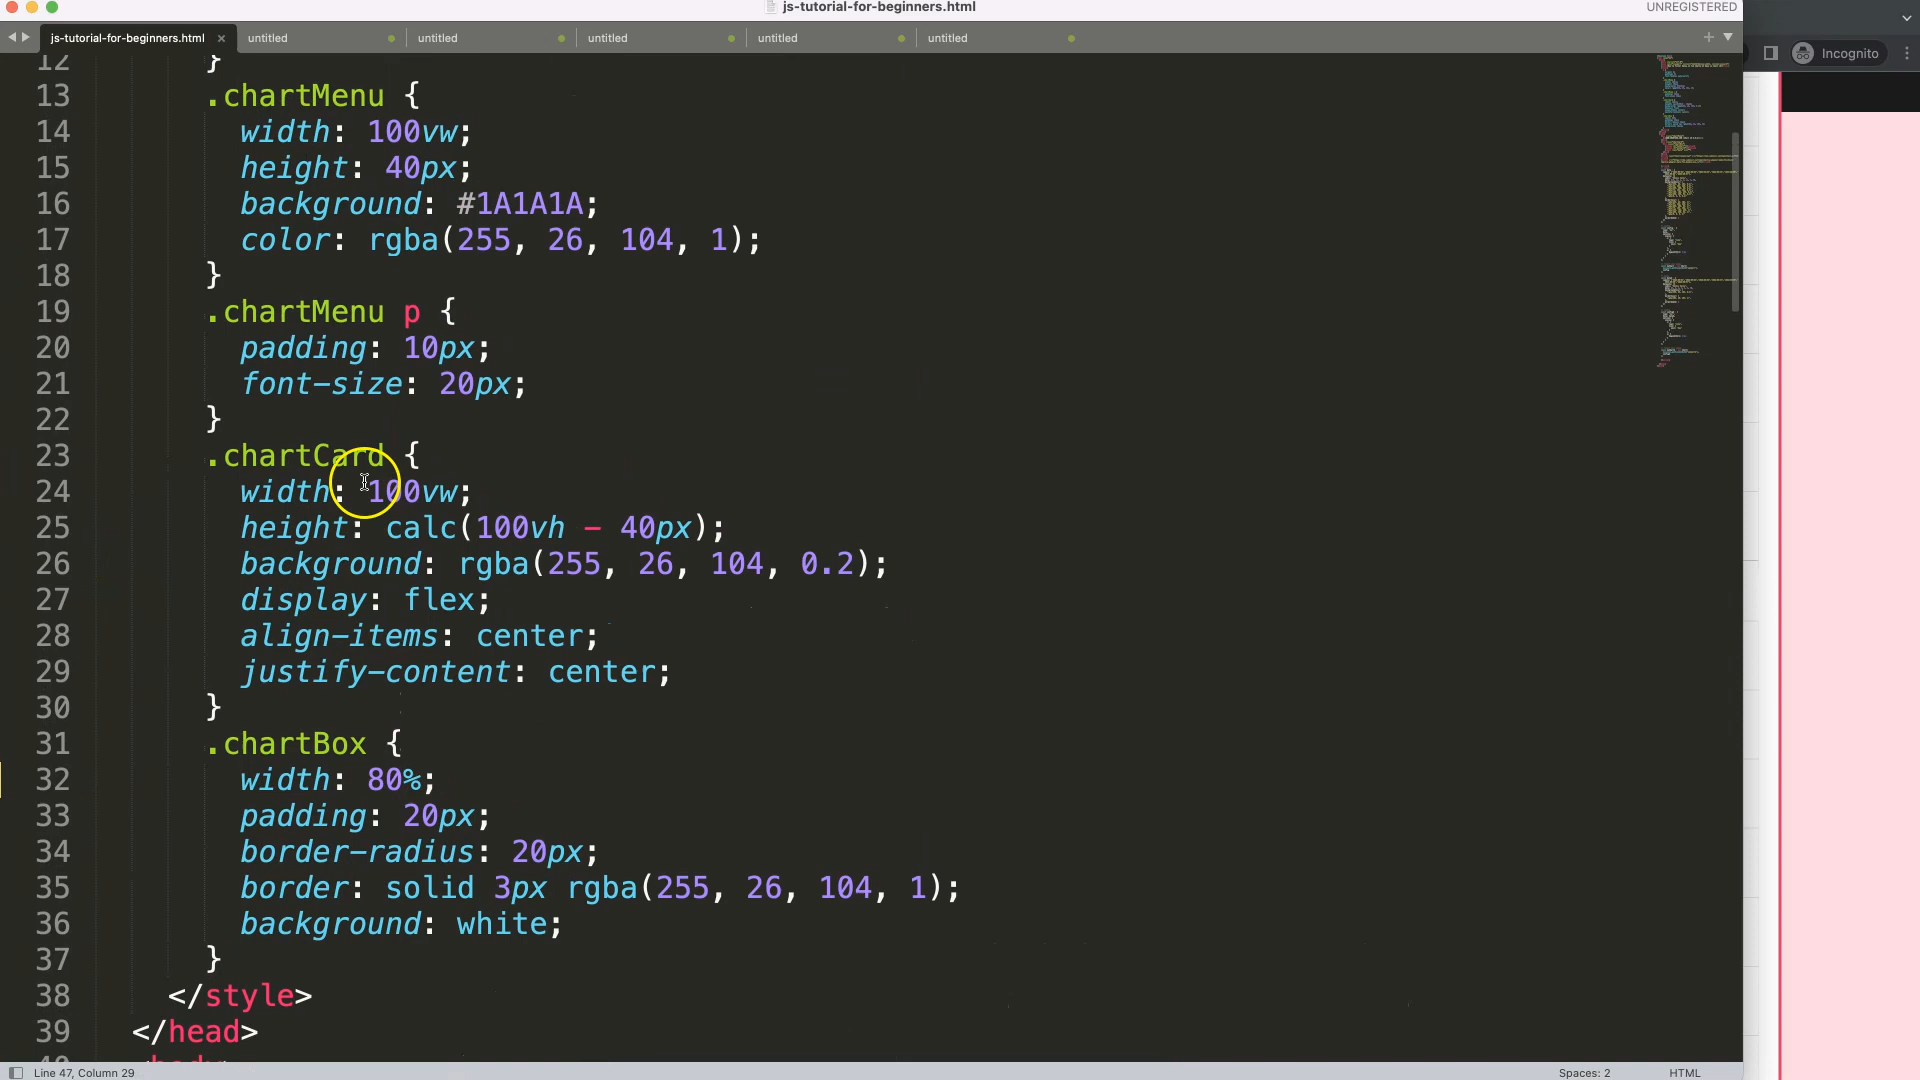 js-tutorial-for-beginners.html
UNREGISTERED
js-tutorial-for-beginners.html × untitled untitled untitled untitled untitled
Incognito
12 }
13 .chartMenu {
14 width: 100vw;
15 height: 40px;
16 background: #1A1A1A;
17 color: rgba(255, 26, 104, 1);
18 }
19 .chartMenu p {
20 padding: 10px;
21 font-size: 20px;
22 }
23 .chartCard {
24 width: 100vw;
25 height: calc(100vh - 40px);
26 background: rgba(255, 26, 104, 0.2);
27 display: flex;
28 align-items: center;
29 justify-content: center;
30 }
31 .chartBox {
32 width: 80%;
33 padding: 20px;
34 border-radius: 20px;
35 border: solid 3px rgba(255, 26, 104, 1);
36 background: white;
37 }
38 </style>
39 </head>
40 <body>
Line 47, Column 29
Spaces: 2
HTML